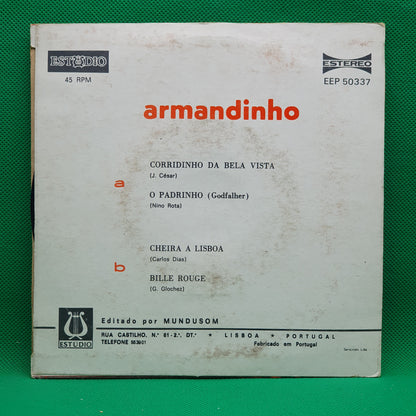 ESTÚDIO
45 RPM
ESTEREO
EEP 50337
armandinho
a
CORRIDINHO DA BELA VISTA
(J. César)
O PADRINHO (Godfalher)
(Nino Rota)
b
CHEIRA A LISBOA
(Carlos Dias)
BILLE ROUGE
(G. Glochez)
Editado por MUNDUSOM
RUA CASTILHO, N.º 61-2.º, DT.º * LISBOA * PORTUGAL
TELEFONE 563901
Fabricado em Portugal
ESTÚDIO